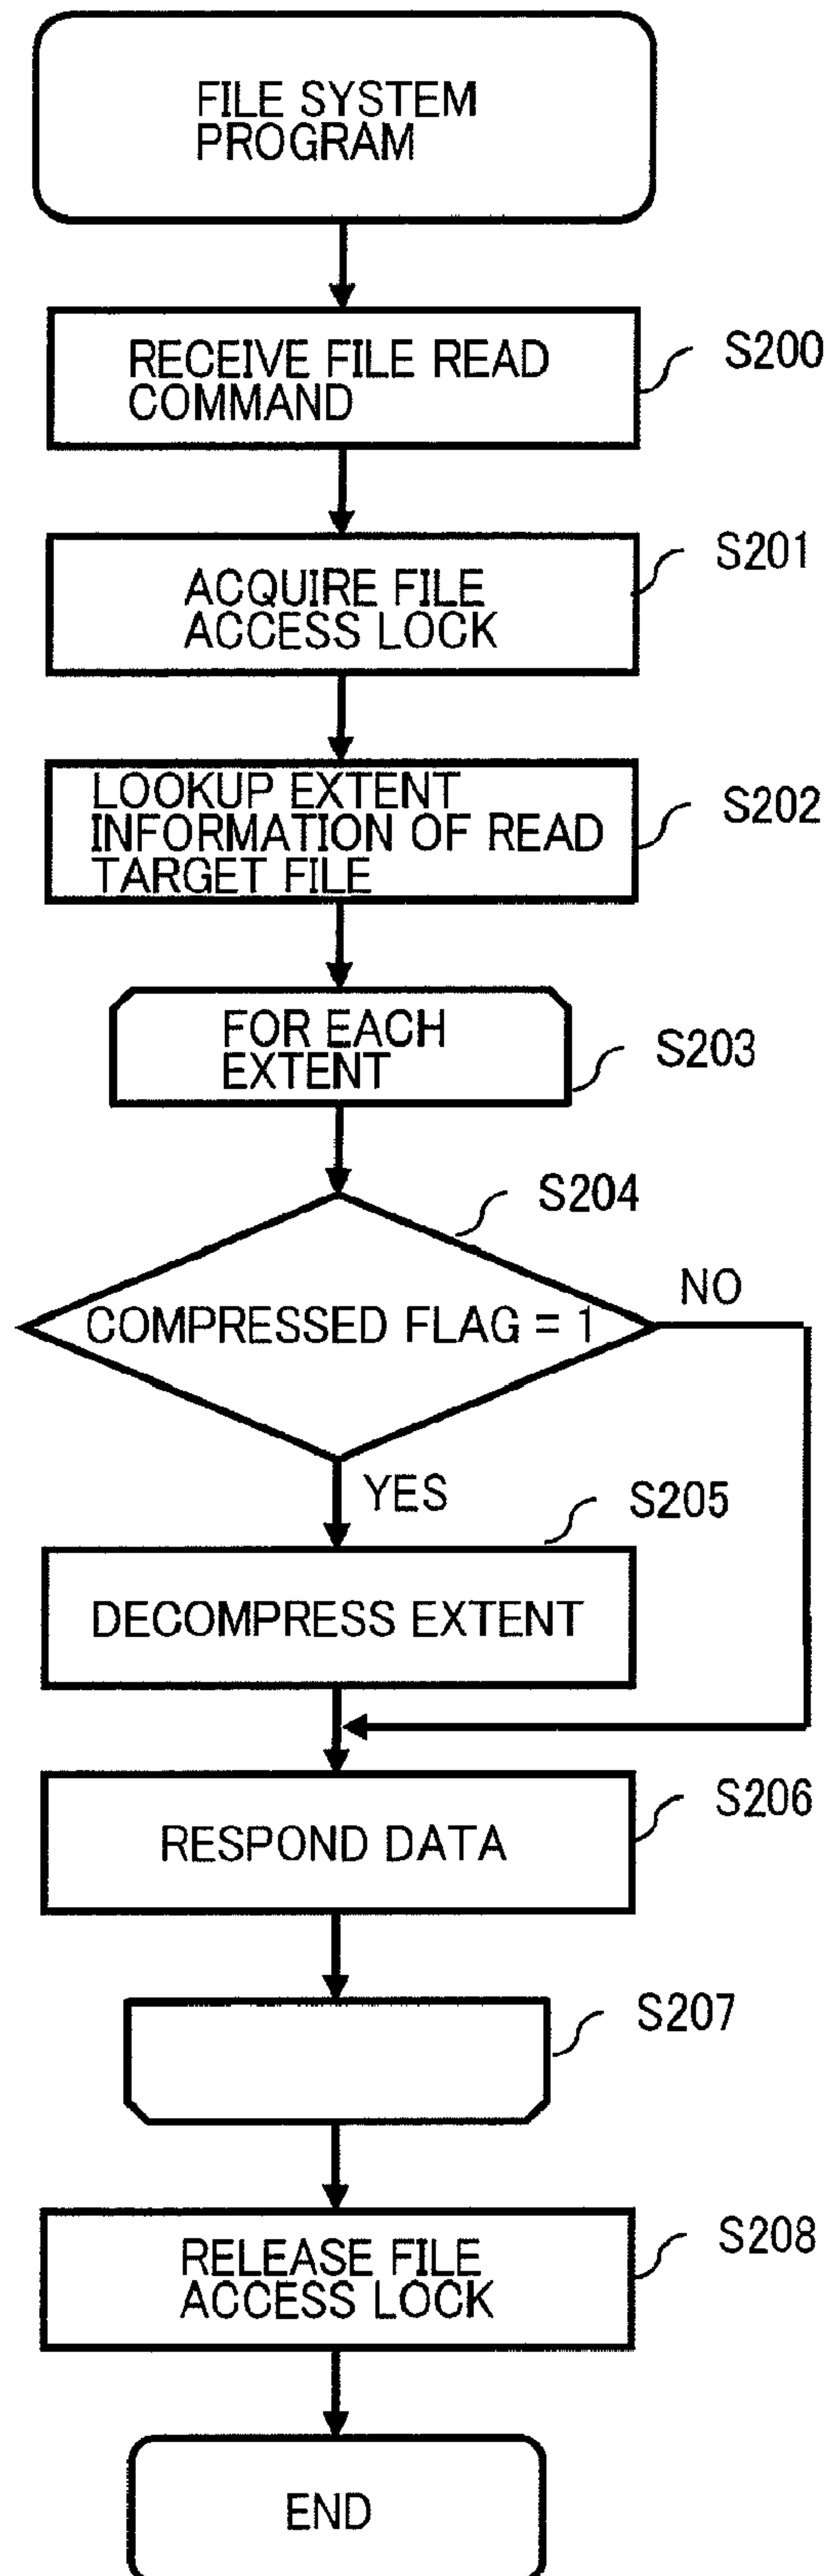 FILE SYSTEM
PROGRAM
RECEIVE FILE READ
COMMAND
S200
ACQUIRE FILE
ACCESS LOCK
S201
LOOKUP EXTENT
INFORMATION OF READ
TARGET FILE
S202
FOR EACH
EXTENT
S203
S204
COMPRESSED FLAG = 1
NO
YES
S205
DECOMPRESS EXTENT
RESPOND DATA
S206
S207
RELEASE FILE
ACCESS LOCK
S208
END